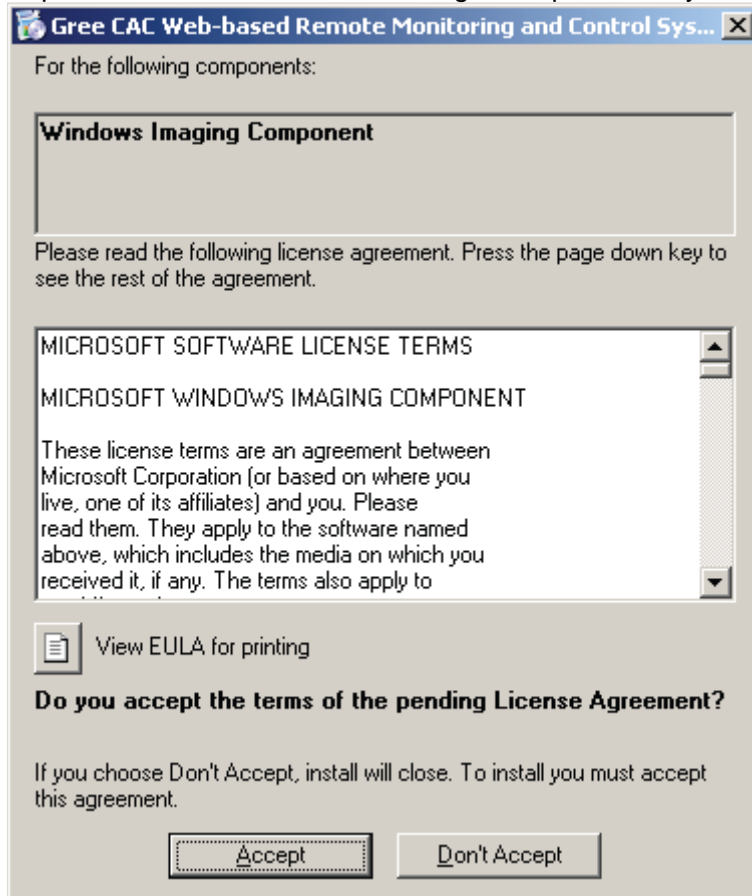 Gree CAC Web-based Remote Monitoring and Control Sys...
For the following components:
Windows Imaging Component
Please read the following license agreement. Press the page down key to
see the rest of the agreement.
MICROSOFT SOFTWARE LICENSE TERMS
MICROSOFT WINDOWS IMAGING COMPONENT
These license terms are an agreement between
Microsoft Corporation (or based on where you
live, one of its affiliates) and you. Please
read them. They apply to the software named
above, which includes the media on which you
received it, if any. The terms also apply to
View EULA for printing
Do you accept the terms of the pending License Agreement?
If you choose Don't Accept, install will close. To install you must accept
this agreement.
Accept Don't Accept